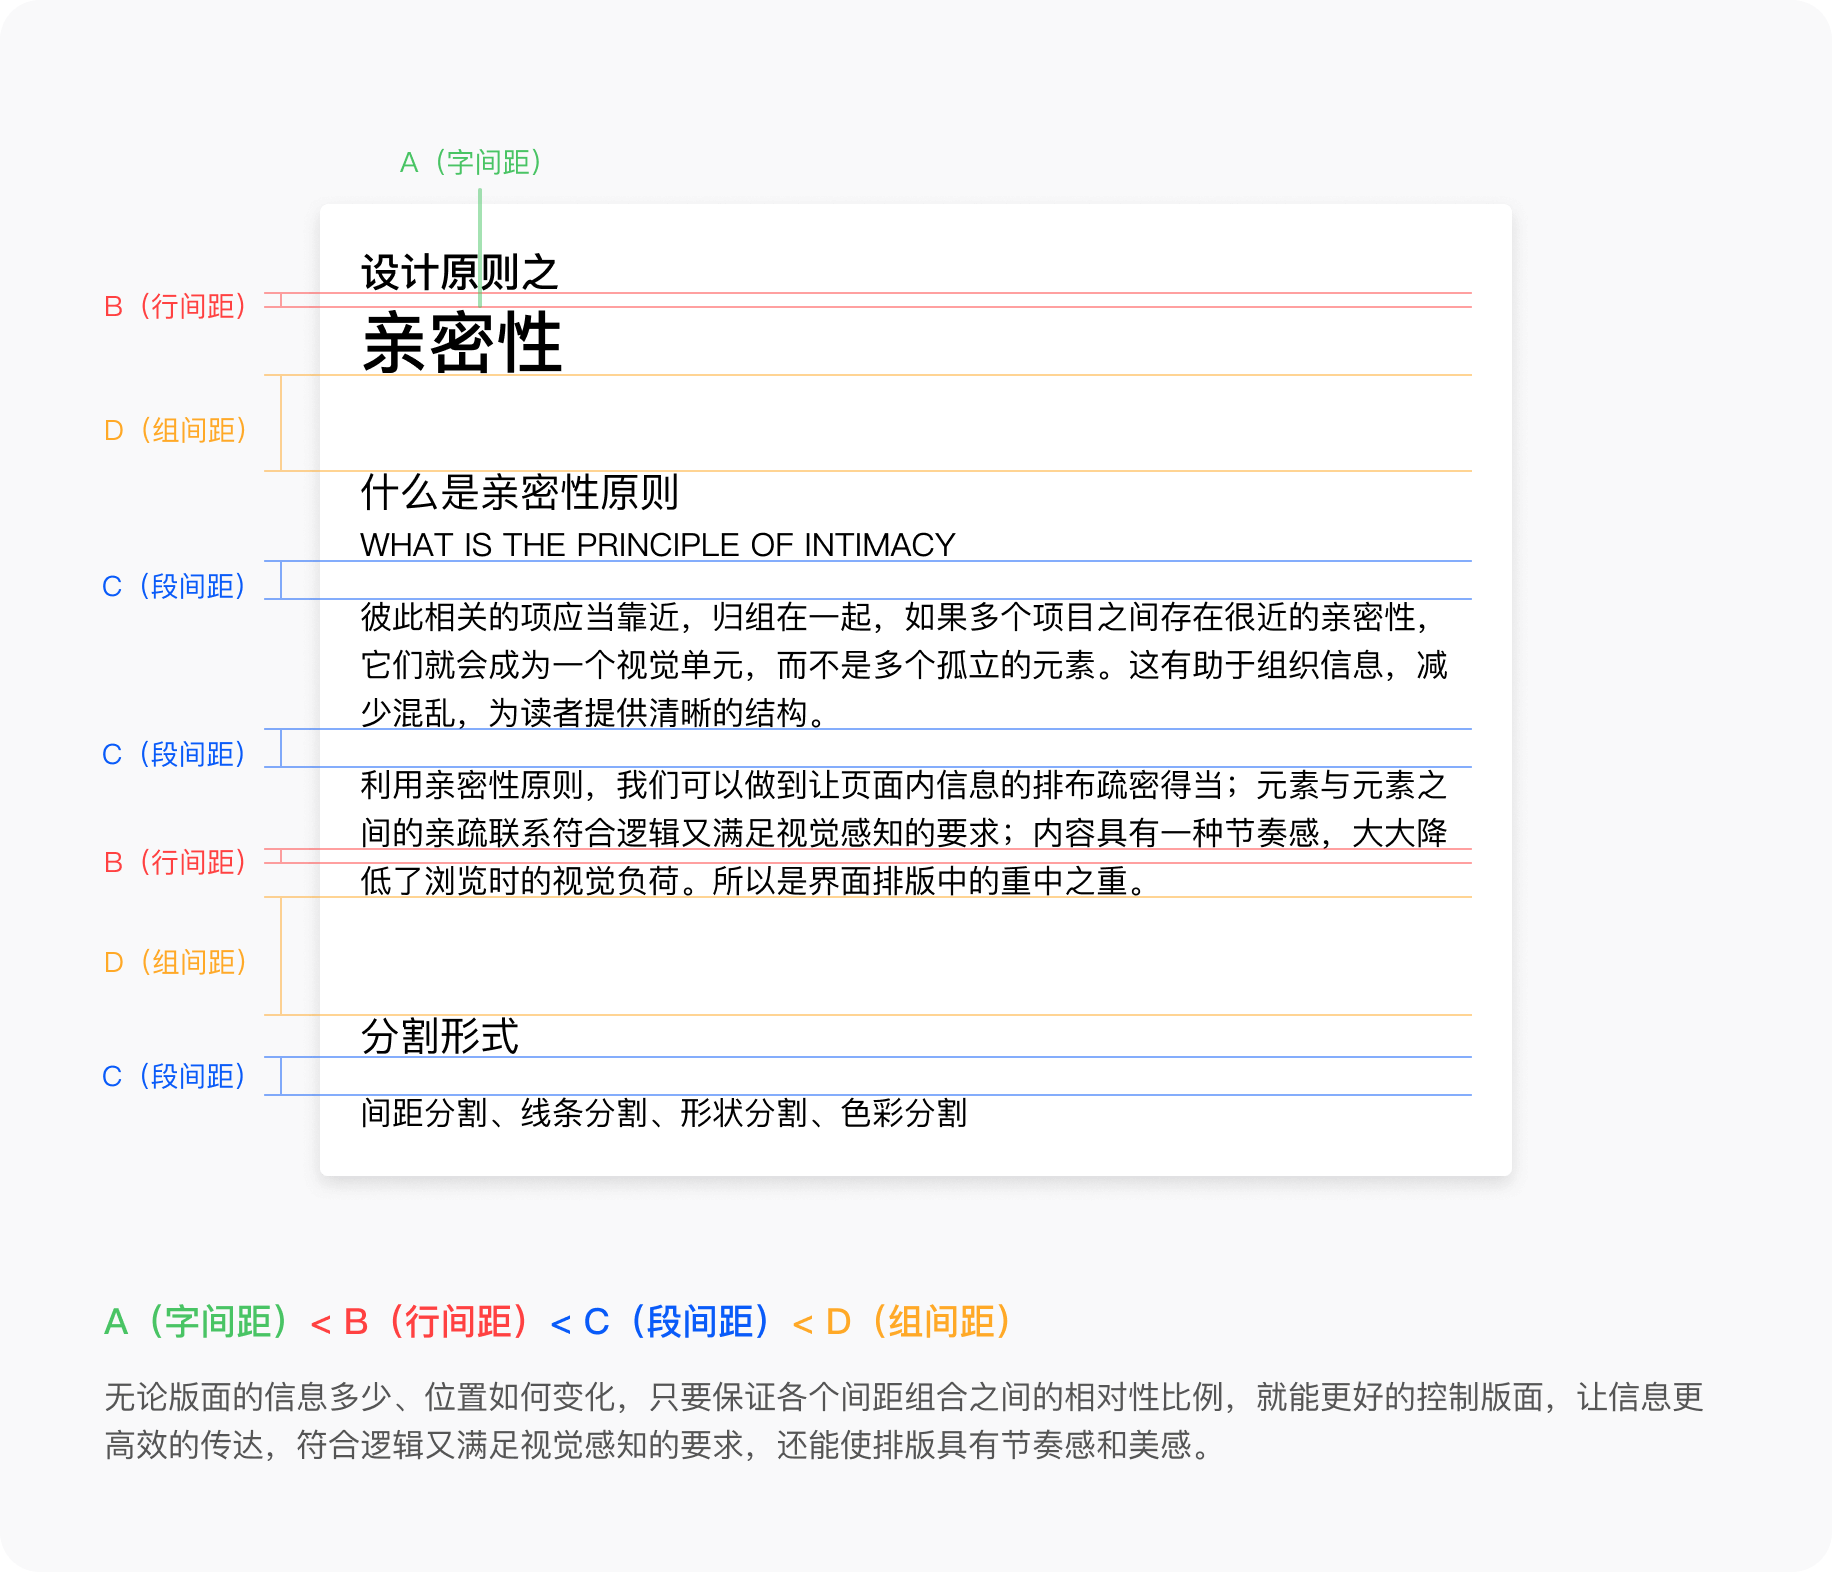 A（字间距）
设计原则之
B（行间距）
亲密性
D（组间距）
什么是亲密性原则
WHAT IS THE PRINCIPLE OF INTIMACY
C（段间距）
彼此相关的项应当靠近，归组在一起，如果多个项目之间存在很近的亲密性，
它们就会成为一个视觉单元，而不是多个孤立的元素。这有助于组织信息，减
少混乱，为读者提供清晰的结构。
C（段间距）
利用亲密性原则，我们可以做到让页面内信息的排布疏密得当；元素与元素之
间的亲疏联系符合逻辑又满足视觉感知的要求；内容具有一种节奏感，大大降
B（行间距）
低了浏览时的视觉负荷。所以是界面排版中的重中之重。
D（组间距）
分割形式
C（段间距）
间距分割、线条分割、形状分割、色彩分割
A（字间距）< B（行间距）< C（段间距）< D（组间距）
无论版面的信息多少、位置如何变化，只要保证各个间距组合之间的相对性比例，就能更好的控制版面，让信息更
高效的传达，符合逻辑又满足视觉感知的要求，还能使排版具有节奏感和美感。